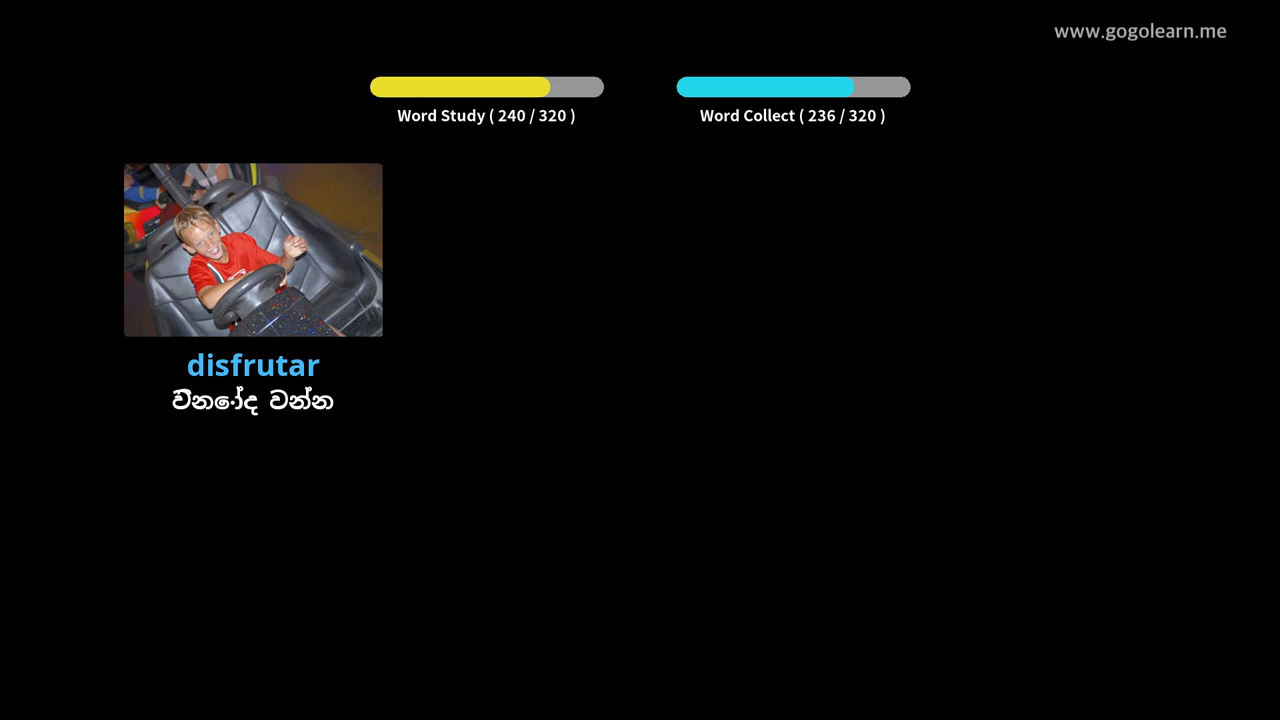 www.gogolearn.me
Word Study ( 240 / 320 )
Word Collect ( 236 / 320 )
disfrutar
විනෝද වන්න